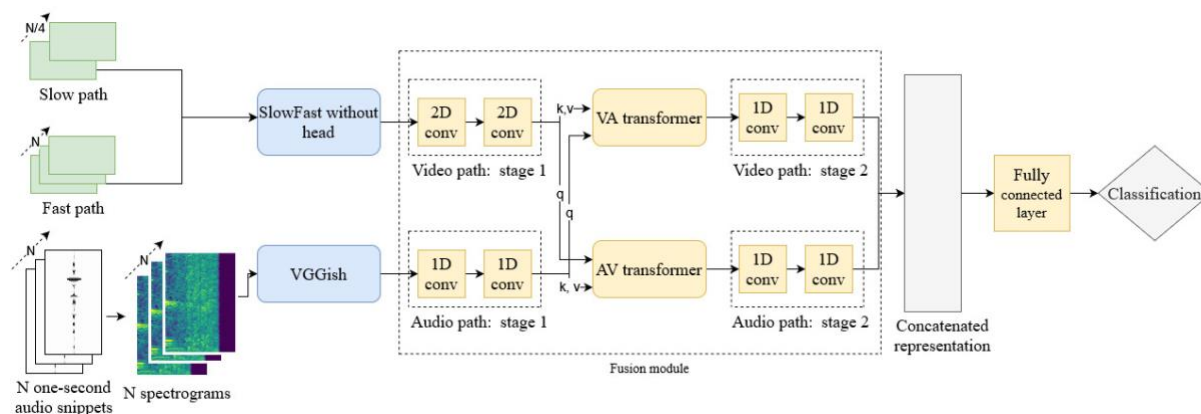 N/4
Slow path
N
Fast path
SlowFast without
head
2D
conv
2D
conv
Video path: stage 1
k,v
VA transformer
1D
conv
1D
conv
Video path: stage 2
q
q
N
N
VGGish
1D
conv
1D
conv
Audio path: stage 1
k, v
AV transformer
1D
conv
1D
conv
Audio path: stage 2
Fusion module
Concatenated
representation
Fully
connected
layer
Classification
N one-second
audio snippets
N spectrograms